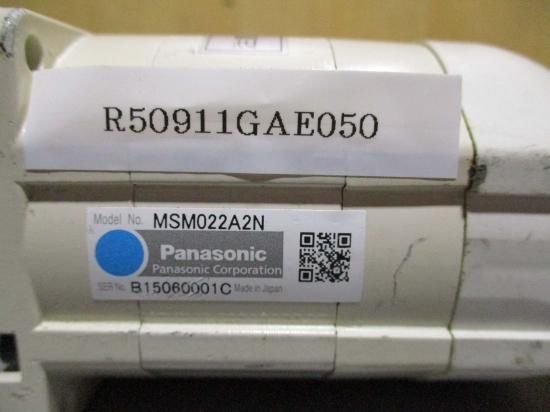 R50911GAE050
Model No. MSM022A2N
Panasonic
Panasonic Corporation
SER No. B15060001C Made in Japan